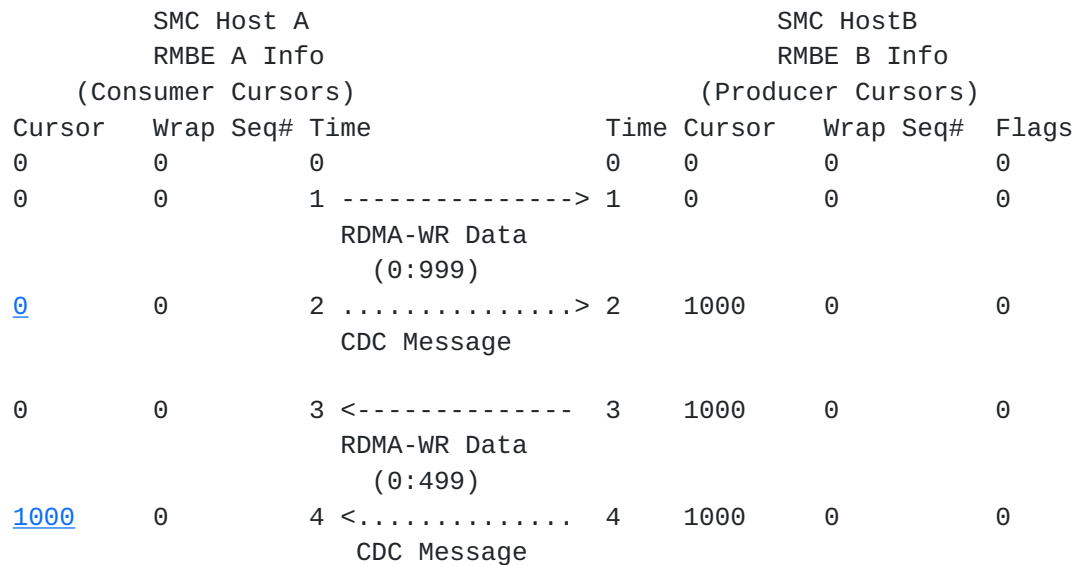 SMC Host A                              SMC HostB
         RMBE A Info                             RMBE B Info
    (Consumer Cursors)                      (Producer Cursors)
Cursor   Wrap Seq# Time               Time Cursor   Wrap Seq#  Flags
0        0         0                  0    0        0          0
0        0         1 ---------------> 1    0        0          0
                     RDMA-WR Data
                       (0:999)
0        0         2 ...............> 2    1000     0          0
                     CDC Message
0        0         3 <--------------  3    1000     0          0
                     RDMA-WR Data
                       (0:499)
1000     0         4 <..............  4    1000     0          0
                      CDC Message